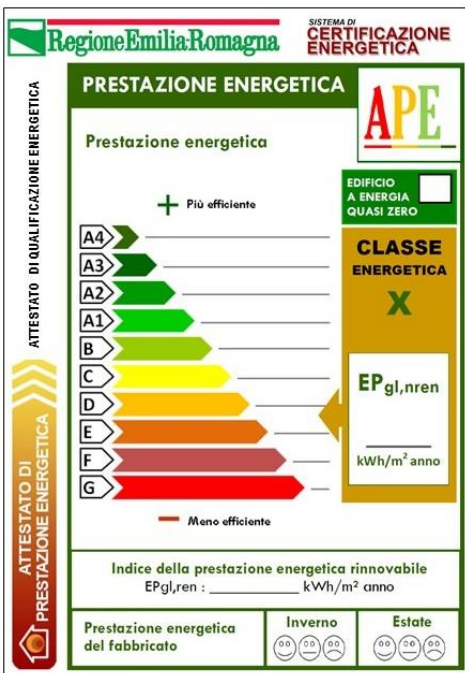 RegioneEmilia-Romagna
SISTEMA DI
CERTIFICAZIONE
ENERGETICA
ATTESTATO DI QUALIFICAZIONE ENERGETICA
ATTESTATO DI
PRESTAZIONE ENERGETICA
PRESTAZIONE ENERGETICA
APE
Prestazione energetica
Più efficiente
EDIFICIO
A ENERGIA
QUASI ZERO
A4
A3
A2
A1
B
C
D
E
F
G
Meno efficiente
CLASSE
ENERGETICA
X
EPgl,nren
kWh/m² anno
Indice della prestazione energetica rinnovabile
EPgl,ren : __________ kWh/m² anno
Prestazione energetica
del fabbricato
Inverno
Estate